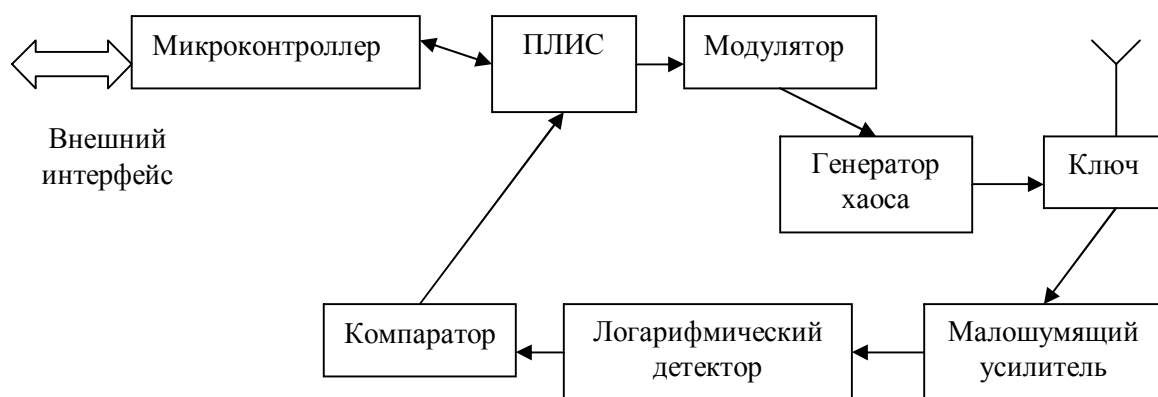 Микроконтроллер
ПЛИС
Модулятор
Внешний
интерфейс
Генератор
хаоса
Ключ
Компаратор
Логарифмический
детектор
Малошумящий
усилитель